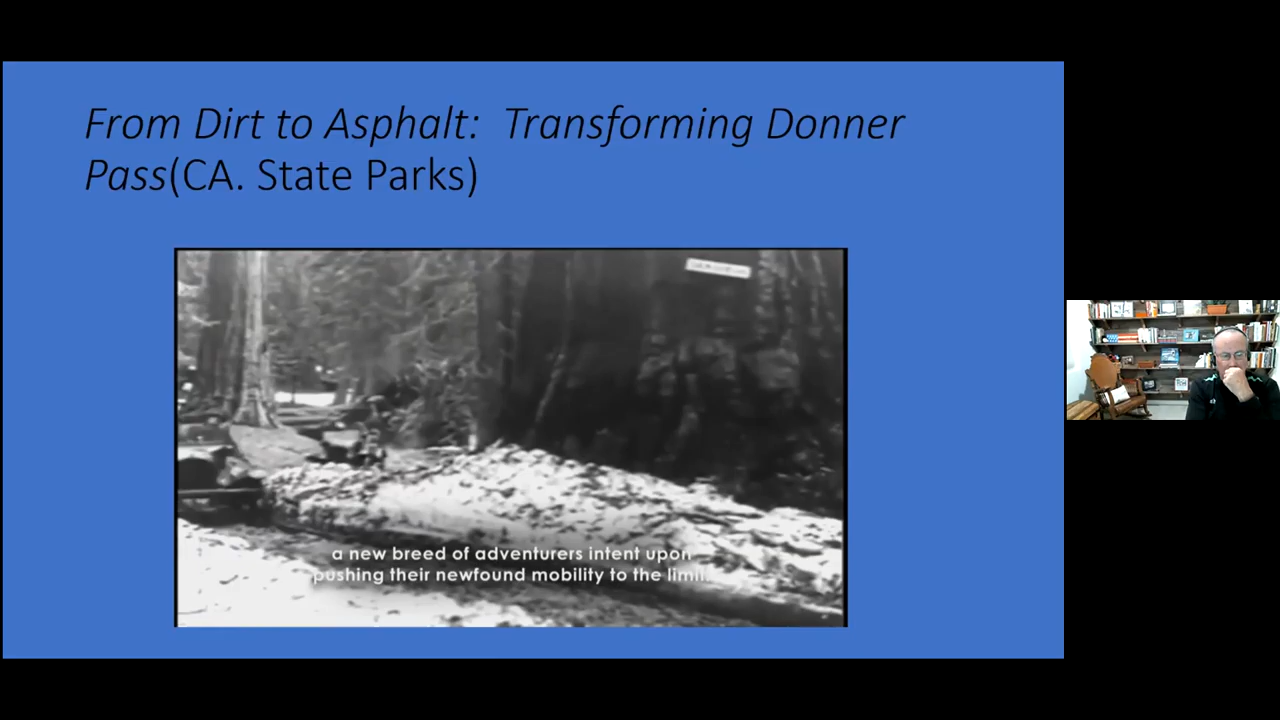 From Dirt to Asphalt: Transforming Donner
Pass(CA. State Parks)
a new breed of adventurers intent upon
pushing their newfound mobility to the limit.